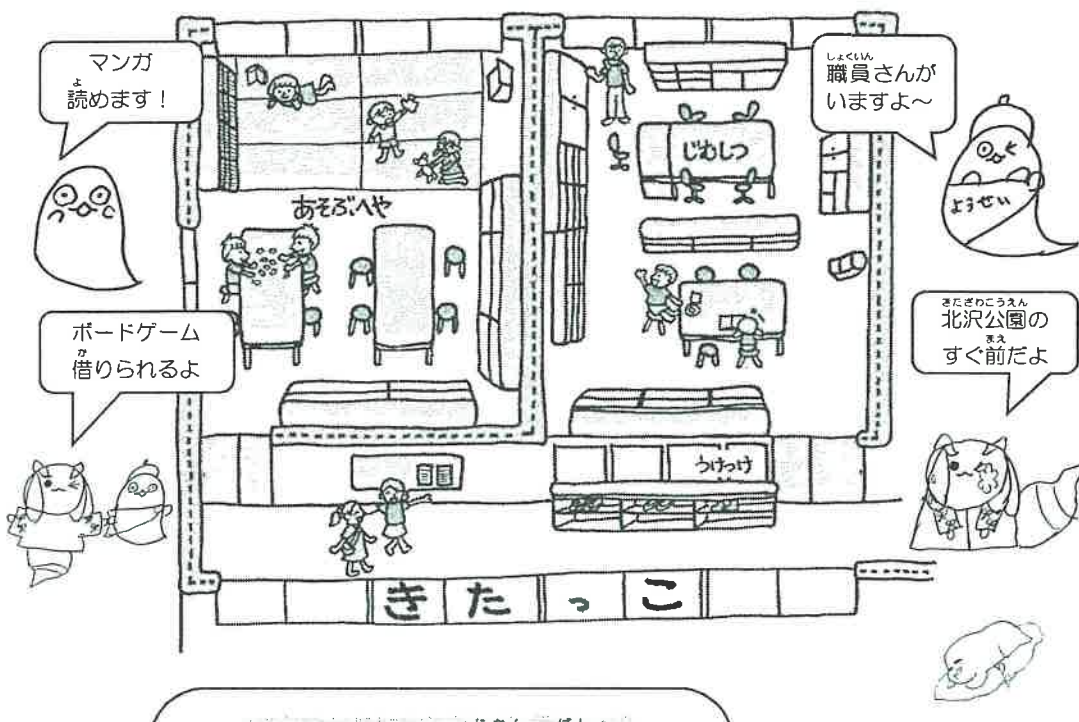 マンガ
読めます！
職員さんが
いますよ～
じむしつ
ようせい
あそぶへや
ボードゲーム
借りられるよ
北沢公園の
すぐ前だよ
うけつけ
きたっこ